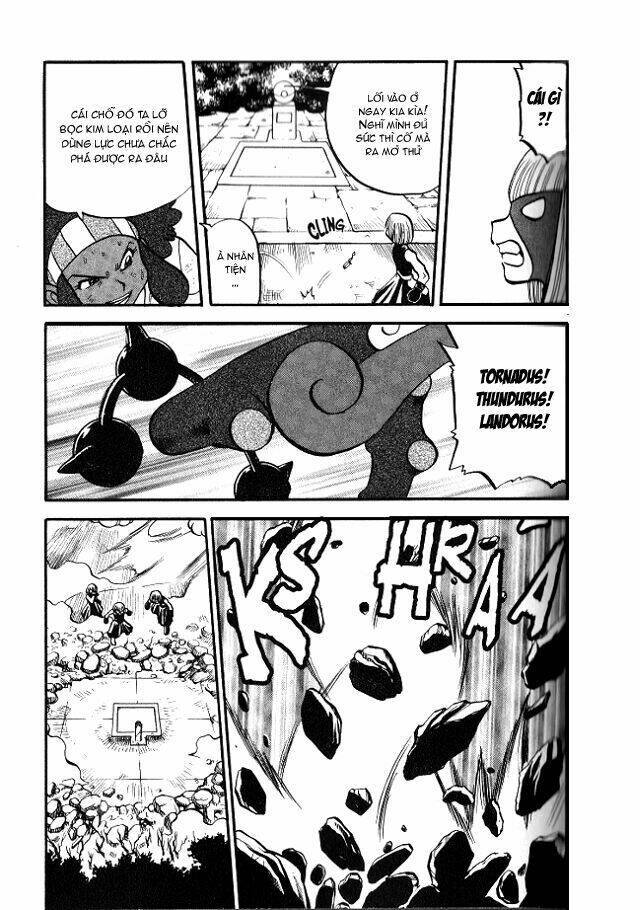 CÁI GÌ
?!
LỐI VÀO Ở
NGAY KIA KÌA!
NGHĨ MÌNH ĐỦ
SỨC THÌ CỐ MÀ
RA MỞ THỬ
CLING
À NHÂN
TIỆN
...
CÁI CHỖ ĐÓ TA LỠ
BỌC KIM LOẠI RỒI NÊN
DÙNG LỰC CHƯA CHẮC
PHÁ ĐƯỢC RA ĐÂU
TORNADUS!
THUNDURUS!
LANDORUS!
KS
HRAA